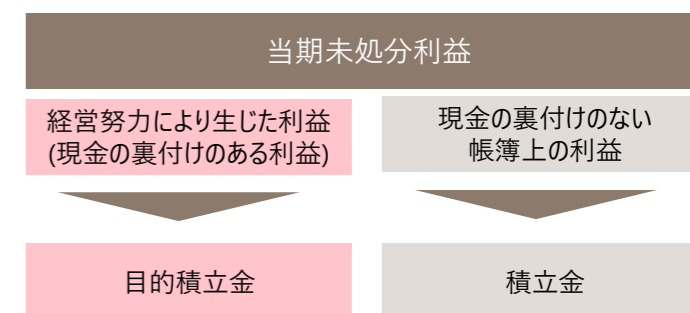 当期未処分利益
経営努力により生じた利益
(現金の裏付けのある利益)
現金の裏付けのない
帳簿上の利益
目的積立金
積立金